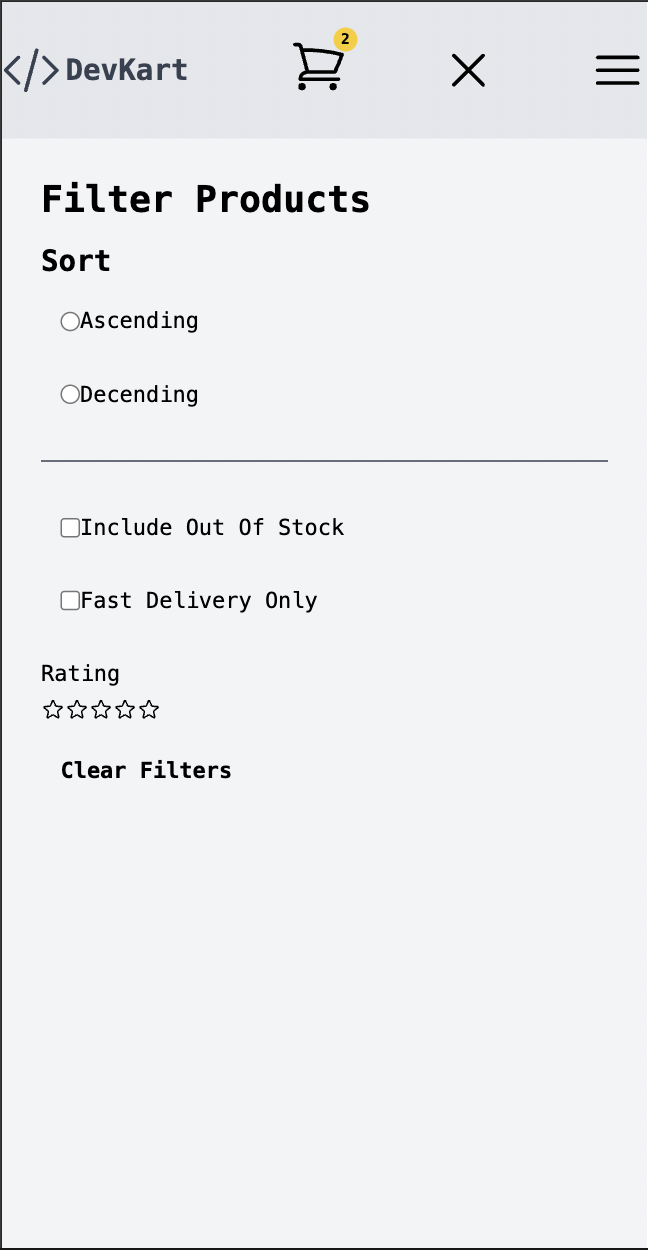 </> DevKart
2
Filter Products
Sort
Ascending
Decending
Include Out Of Stock
Fast Delivery Only
Rating
Clear Filters